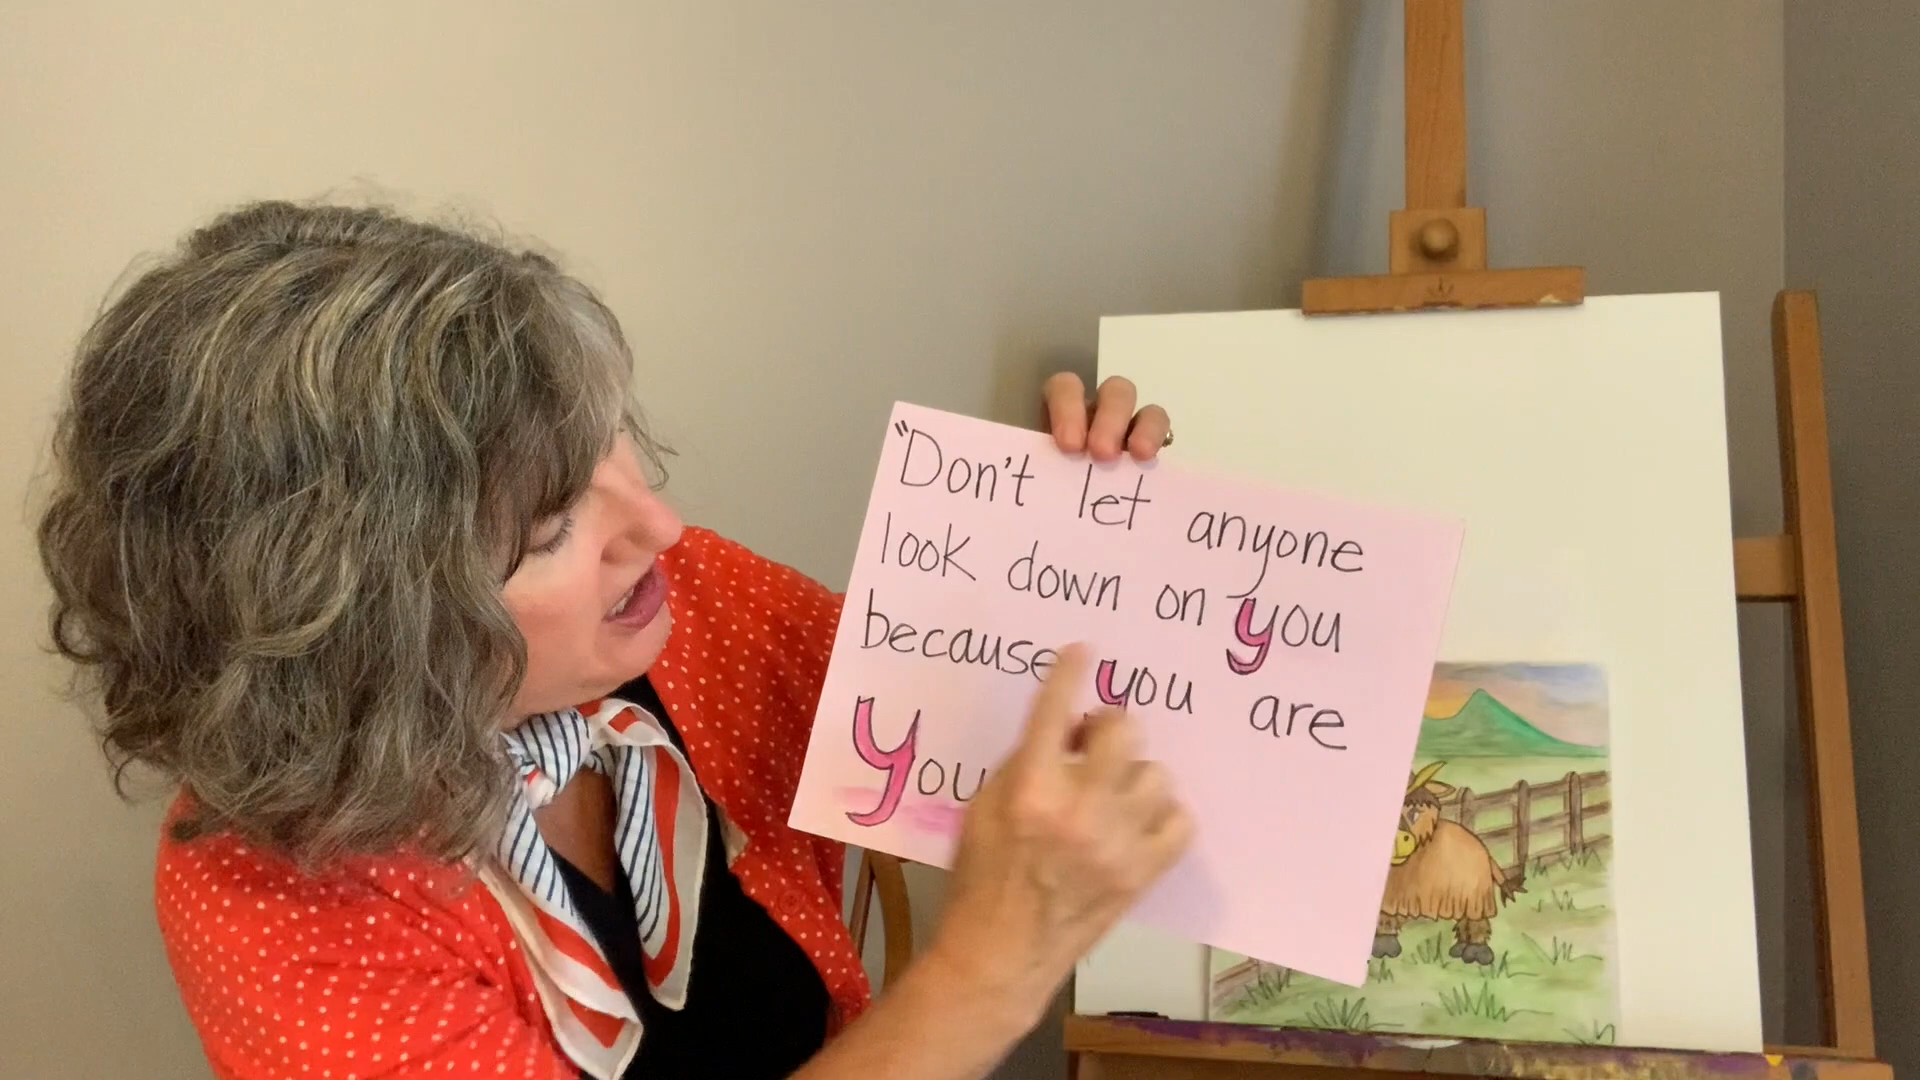 "Don't let anyone
look down on you
because you are
You